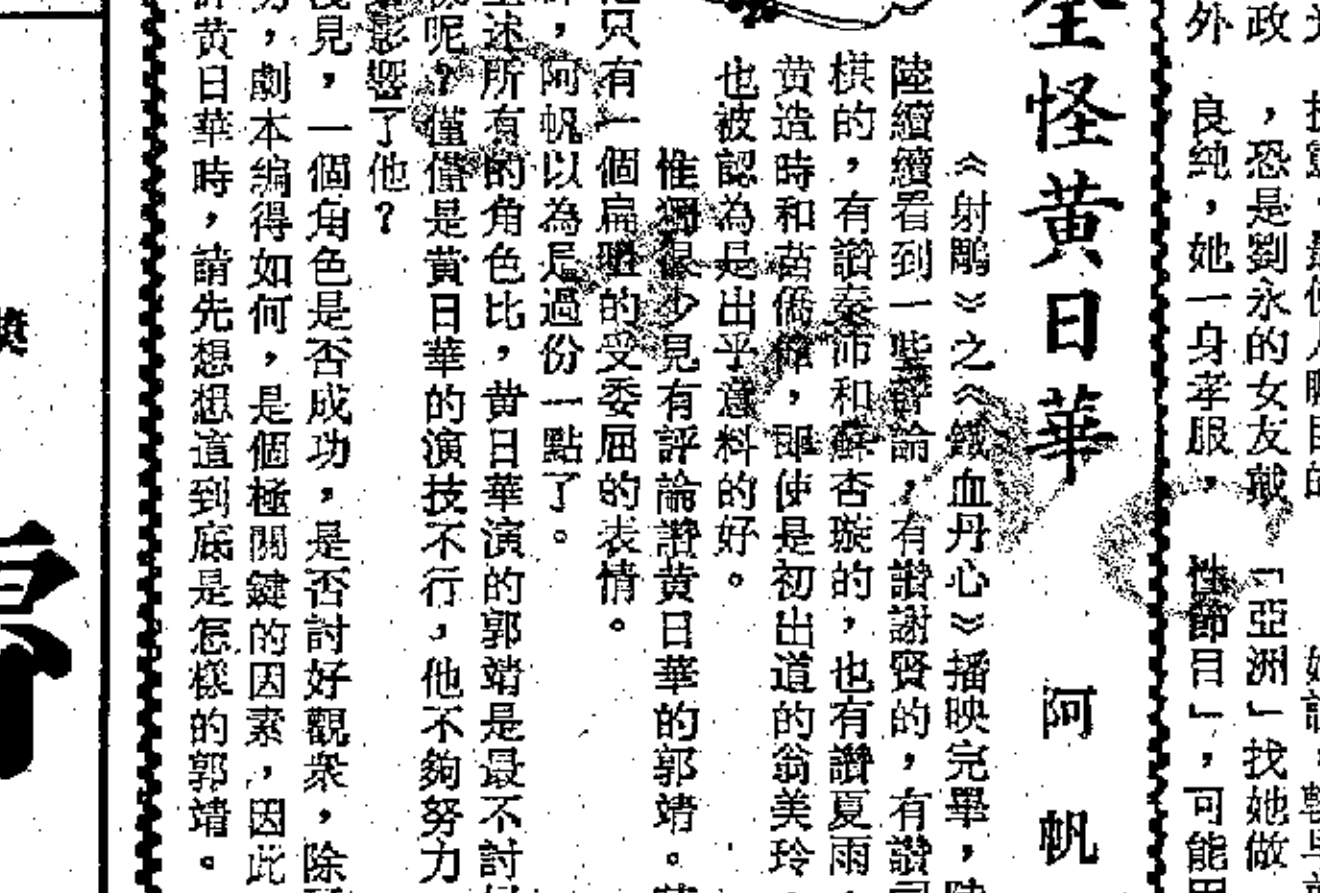 政
外
，恐是劉永的女友戢
良純，她一身孝服，
「亞洲」找她做
性節目」，可能
怪黃日華
阿帆
《射鵰》之《鐵血丹心》播映完畢，
陸續續看到一些評論，有讚謝賢的，有讚
棋的，有讚秦沛和蘇杏璇的，也有讚夏雨
黃造時和苗僑偉，即使是初出道的翁美玲
也被認為是出乎意料的好。
惟獨很少見有評論讚黃日華的郭靖。
只有一個扁嘴的受委屈的表情。
，阿帆以為是過份一點了。
述所有的角色比，黃日華演的郭靖是最不討
呢？僅僅是黃日華的演技不行，他不夠努力
影響了他？
見，一個角色是否成功，是否討好觀衆，除
，劇本編得如何，是個極關鍵的因素，因此
黃日華時，請先想想這到底是怎樣的郭靖。